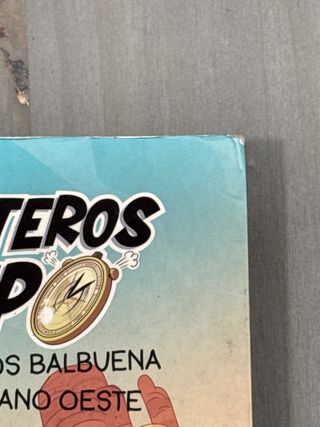 TEROS
PO
OS BALBUENA
ANO OESTE